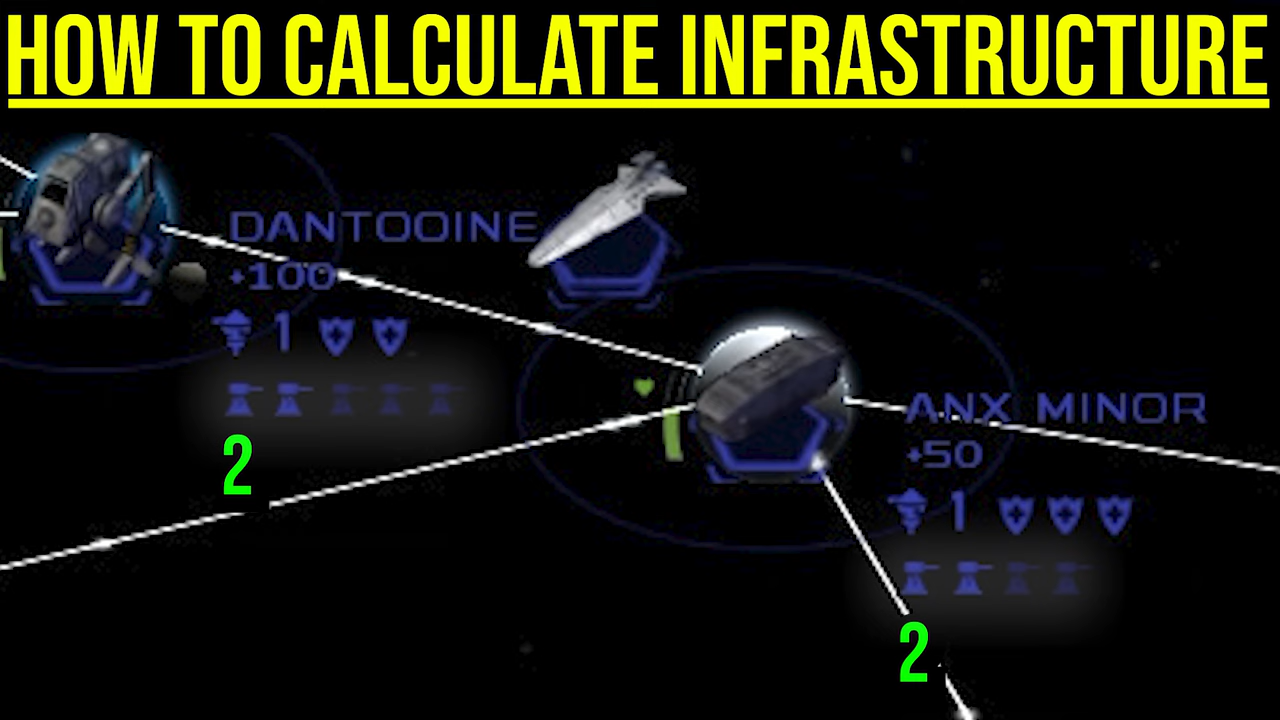 HOW TO CALCULATE INFRASTRUCTURE
DANTOOINE
+100
1
2
ANX MINOR
+50
1
2